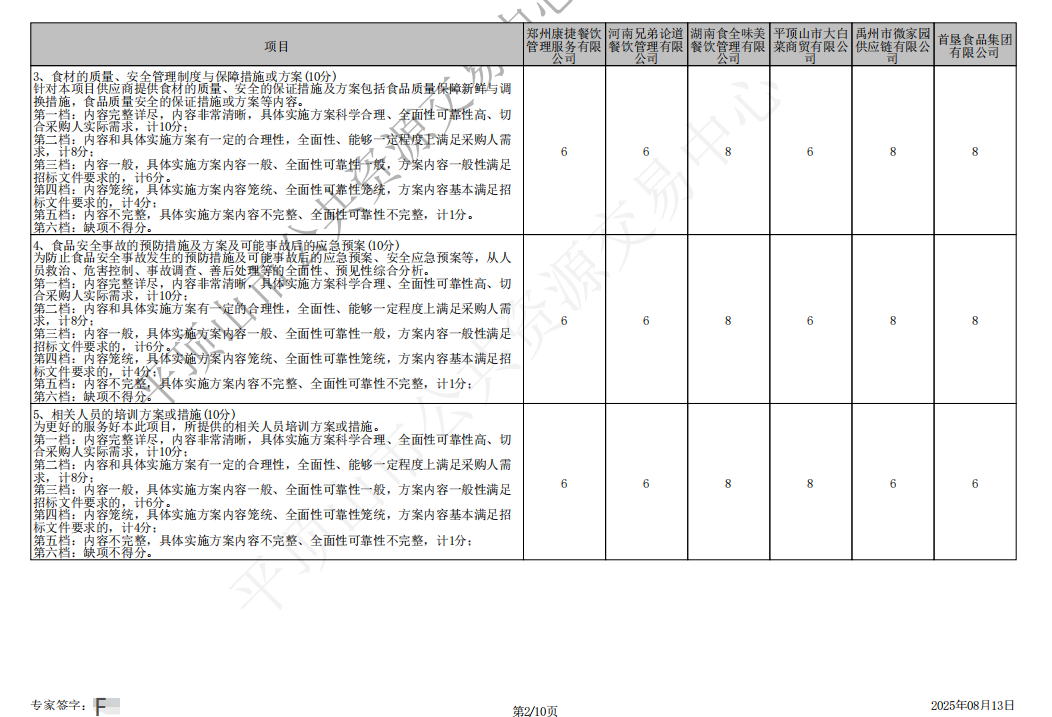 项目
郑州康捷餐饮
管理服务有限
公司
河南兄弟论道
餐饮管理有限
公司
湖南食全味美
餐饮管理有限
公司
平顶山市大白
菜商贸有限公
司
禹州市微家园
供应链有限公
司
首垦食品集团
有限公司
3、食材的质量、安全管理制度与保障措施或方案(10分)
针对本项目供应商提供食材的质量、安全的保证措施及方案包括食品质量保障新鲜与调
换措施，食品质量安全的保证措施或方案等内容。
第一档：内容完整详尽，内容非常清晰，具体实施方案科学合理、全面性可靠性高、切
合采购人实际需求，计10分；
第二档：内容和具体实施方案有一定的合理性，全面性、能够一定程度上满足采购人需
求，计8分；
第三档：内容一般，具体实施方案内容一般、全面性可靠性一般，方案内容一般性满足
招标文件要求的，计6分。
第四档：内容笼统，具体实施方案内容笼统、全面性可靠性笼统，方案内容基本满足招
标文件要求的，计4分；
第五档：内容不完整，具体实施方案内容不完整、全面性可靠性不完整，计1分。
第六档：缺项不得分。
6 6 8 6 8 8
4、食品安全事故的预防措施及方案及可能事故后的应急预案(10分)
为防止食品安全事故发生的预防措施及可能事故后的应急预案、安全应急预案等，从人
员救治、危害控制、事故调查、善后处理等的全面性、预见性综合分析。
第一档：内容完整详尽，内容非常清晰，具体实施方案科学合理、全面性可靠性高、切
合采购人实际需求，计10分；
第二档：内容和具体实施方案有一定的合理性，全面性、能够一定程度上满足采购人需
求，计8分；
第三档：内容一般，具体实施方案内容一般、全面性可靠性一般，方案内容一般性满足
招标文件要求的，计6分。
第四档：内容笼统，具体实施方案内容笼统、全面性可靠性笼统，方案内容基本满足招
标文件要求的，计4分；
第五档：内容不完整，具体实施方案内容不完整、全面性可靠性不完整，计1分；
第六档：缺项不得分。
6 6 8 6 8 8
5、相关人员的培训方案或措施(10分)
为更好的服务好本此项目，所提供的相关人员培训方案或措施。
第一档：内容完整详尽，内容非常清晰，具体实施方案科学合理、全面性可靠性高、切
合采购人实际需求，计10分；
第二档：内容和具体实施方案有一定的合理性，全面性、能够一定程度上满足采购人需
求，计8分；
第三档：内容一般，具体实施方案内容一般、全面性可靠性一般，方案内容一般性满足
招标文件要求的，计6分。
第四档：内容笼统，具体实施方案内容笼统、全面性可靠性笼统，方案内容基本满足招
标文件要求的，计4分；
第五档：内容不完整，具体实施方案内容不完整、全面性可靠性不完整，计1分；
第六档：缺项不得分。
6 6 8 8 6 6
平顶山市公共资源交易中心
平顶山市公共资源交易中心
专家签字：
第2/10页
2025年08月13日